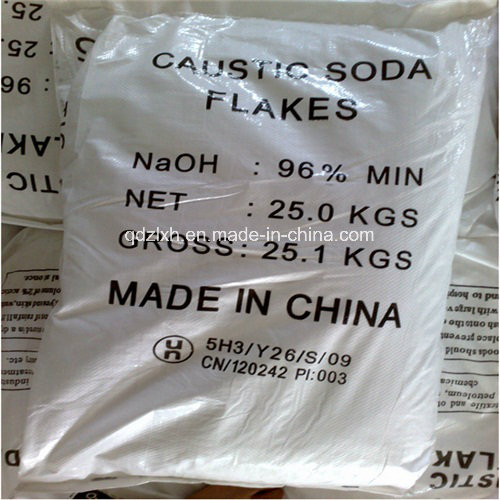 CAUSTIC SODA
FLAKES
NaOH : 96% MIN
NET : 25.0 KGS
qdzlxh.en.made-in-china.com
GROSS: 25.1 KGS
MADE IN CHINA
un 5H3/Y26/S/09
CN/120242 PI:003